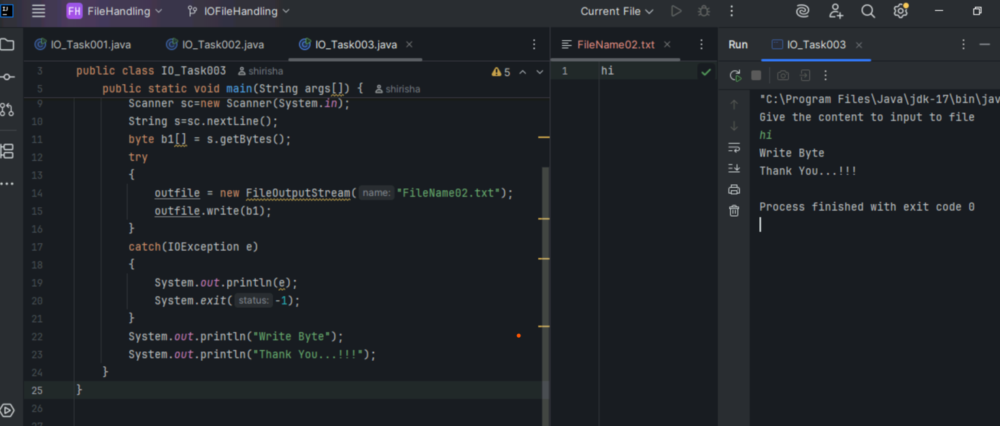 IJ
FH FileHandling IOFileHandling Current File
IO_Task001.java IO_Task002.java IO_Task003.java
3 public class IO_Task003 shirisha 5
5 public static void main(String args[]) { shirisha
9 Scanner sc=new Scanner(System.in);
10 String s=sc.nextLine();
11 byte b1[] = s.getBytes();
12 try
13 {
14 outfile = new FileOutputStream( name: "FileName02.txt");
15 outfile.write(b1);
16 }
17 catch(IOException e)
18 {
19 System.out.println(e);
20 System.exit( status: -1);
21 }
22 System.out.println("Write Byte");
23 System.out.println("Thank You...!!!");
24 }
25 }
26
27
FileName02.txt
1 hi
Run IO_Task003
"C:\Program Files\Java\jdk-17\bin\jav
Give the content to input to file
hi
Write Byte
Thank You...!!!
Process finished with exit code 0